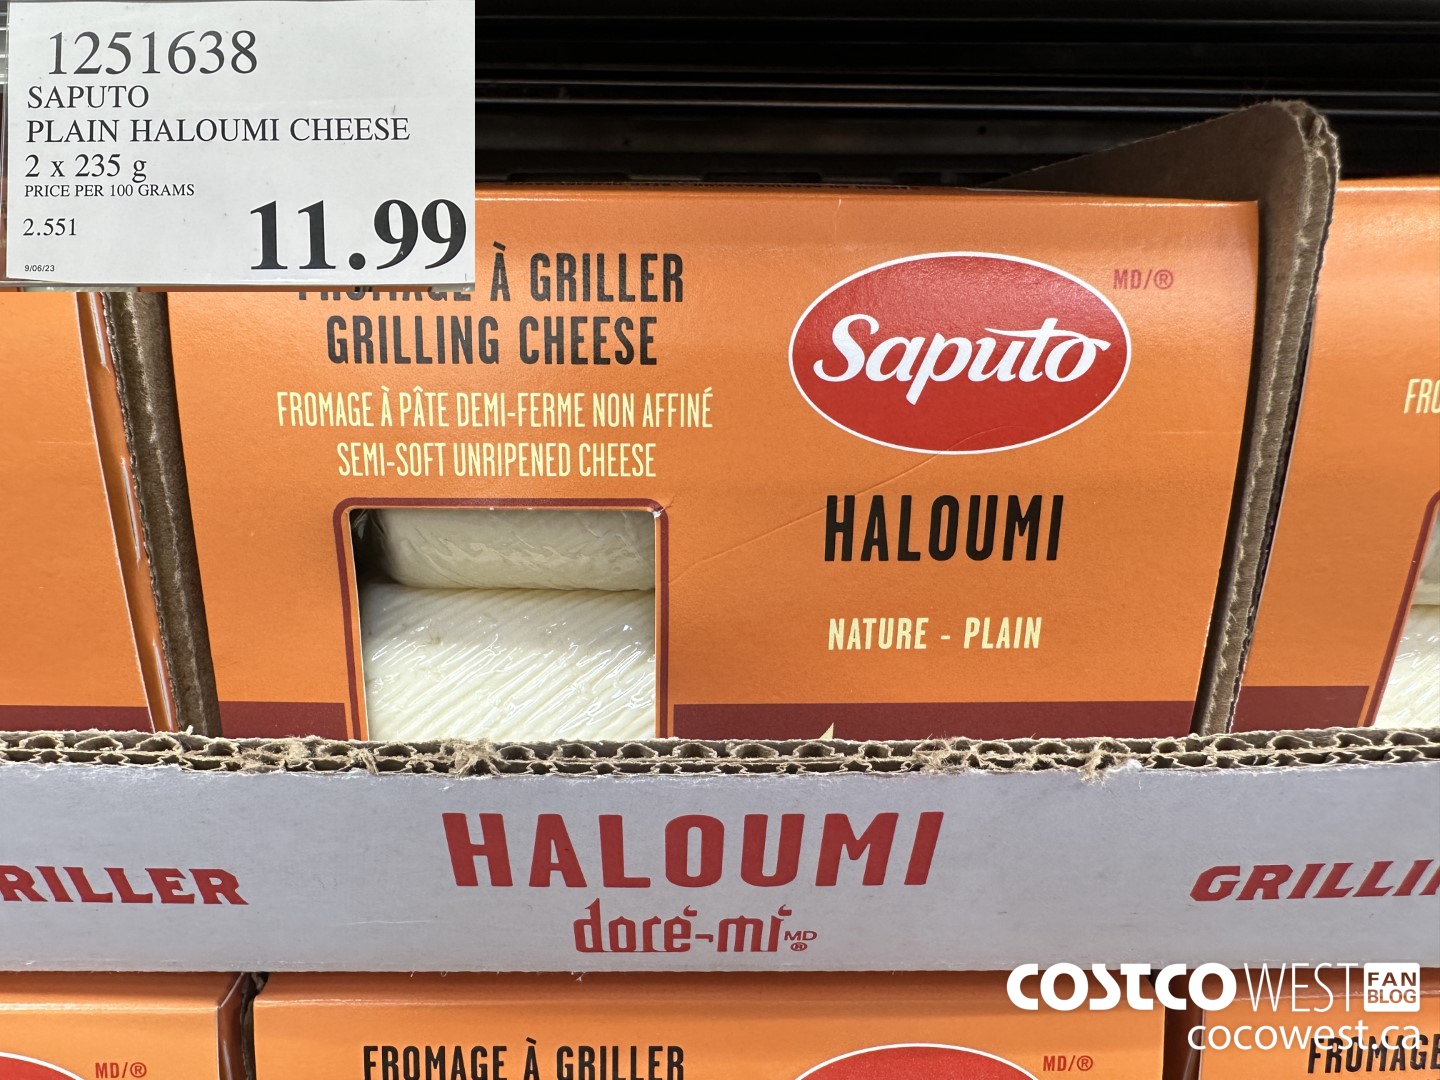 1251638
SAPUTO
PLAIN HALOUMI CHEESE
2 x 235 g
PRICE PER 100 GRAMS
2.551
11.99
9/06/23
FROMAGE À GRILLER
GRILLING CHEESE
FROMAGE À PÂTE DEMI-FERME NON AFFINÉ
SEMI-SOFT UNRIPENED CHEESE
Saputo
MD/®
HALOUMI
NATURE - PLAIN
FRO
RILLER
HALOUMI
doré-mi MD ®
GRILLI
COSTCO WEST FAN BLOG
cocowest.ca
MD/®
FROMAGE À GRILLER
MD/®
FROMAGE